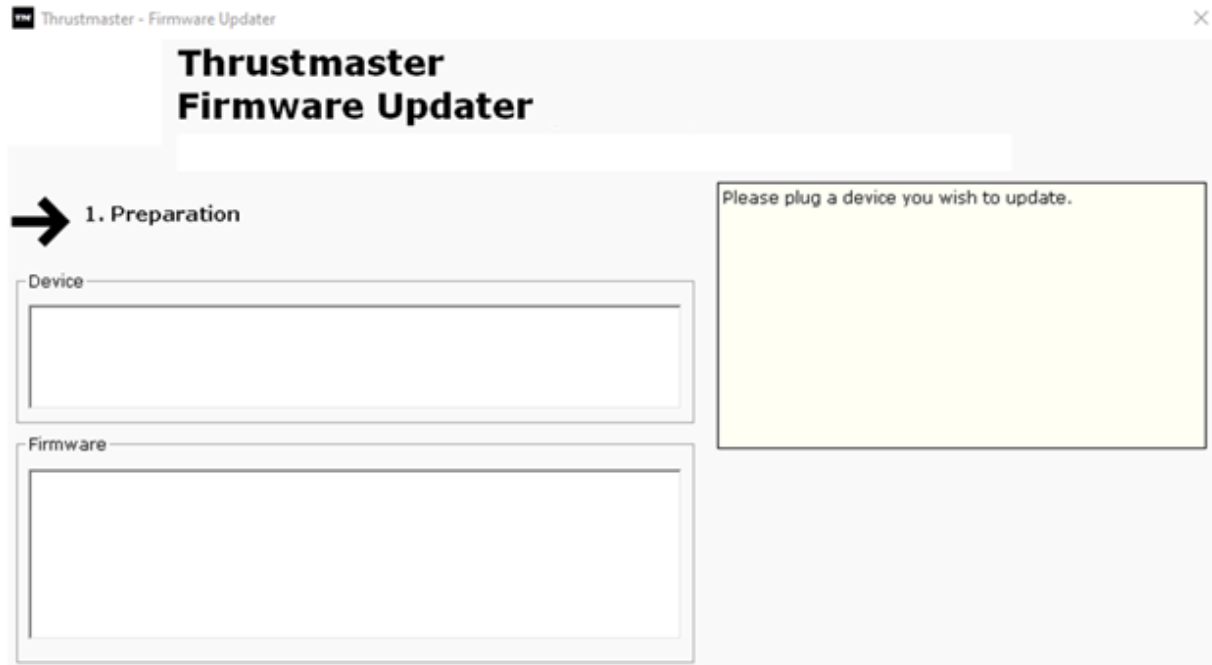 Thrustmaster - Firmware Updater
Thrustmaster
Firmware Updater
1. Preparation
Please plug a device you wish to update.
Device
Firmware